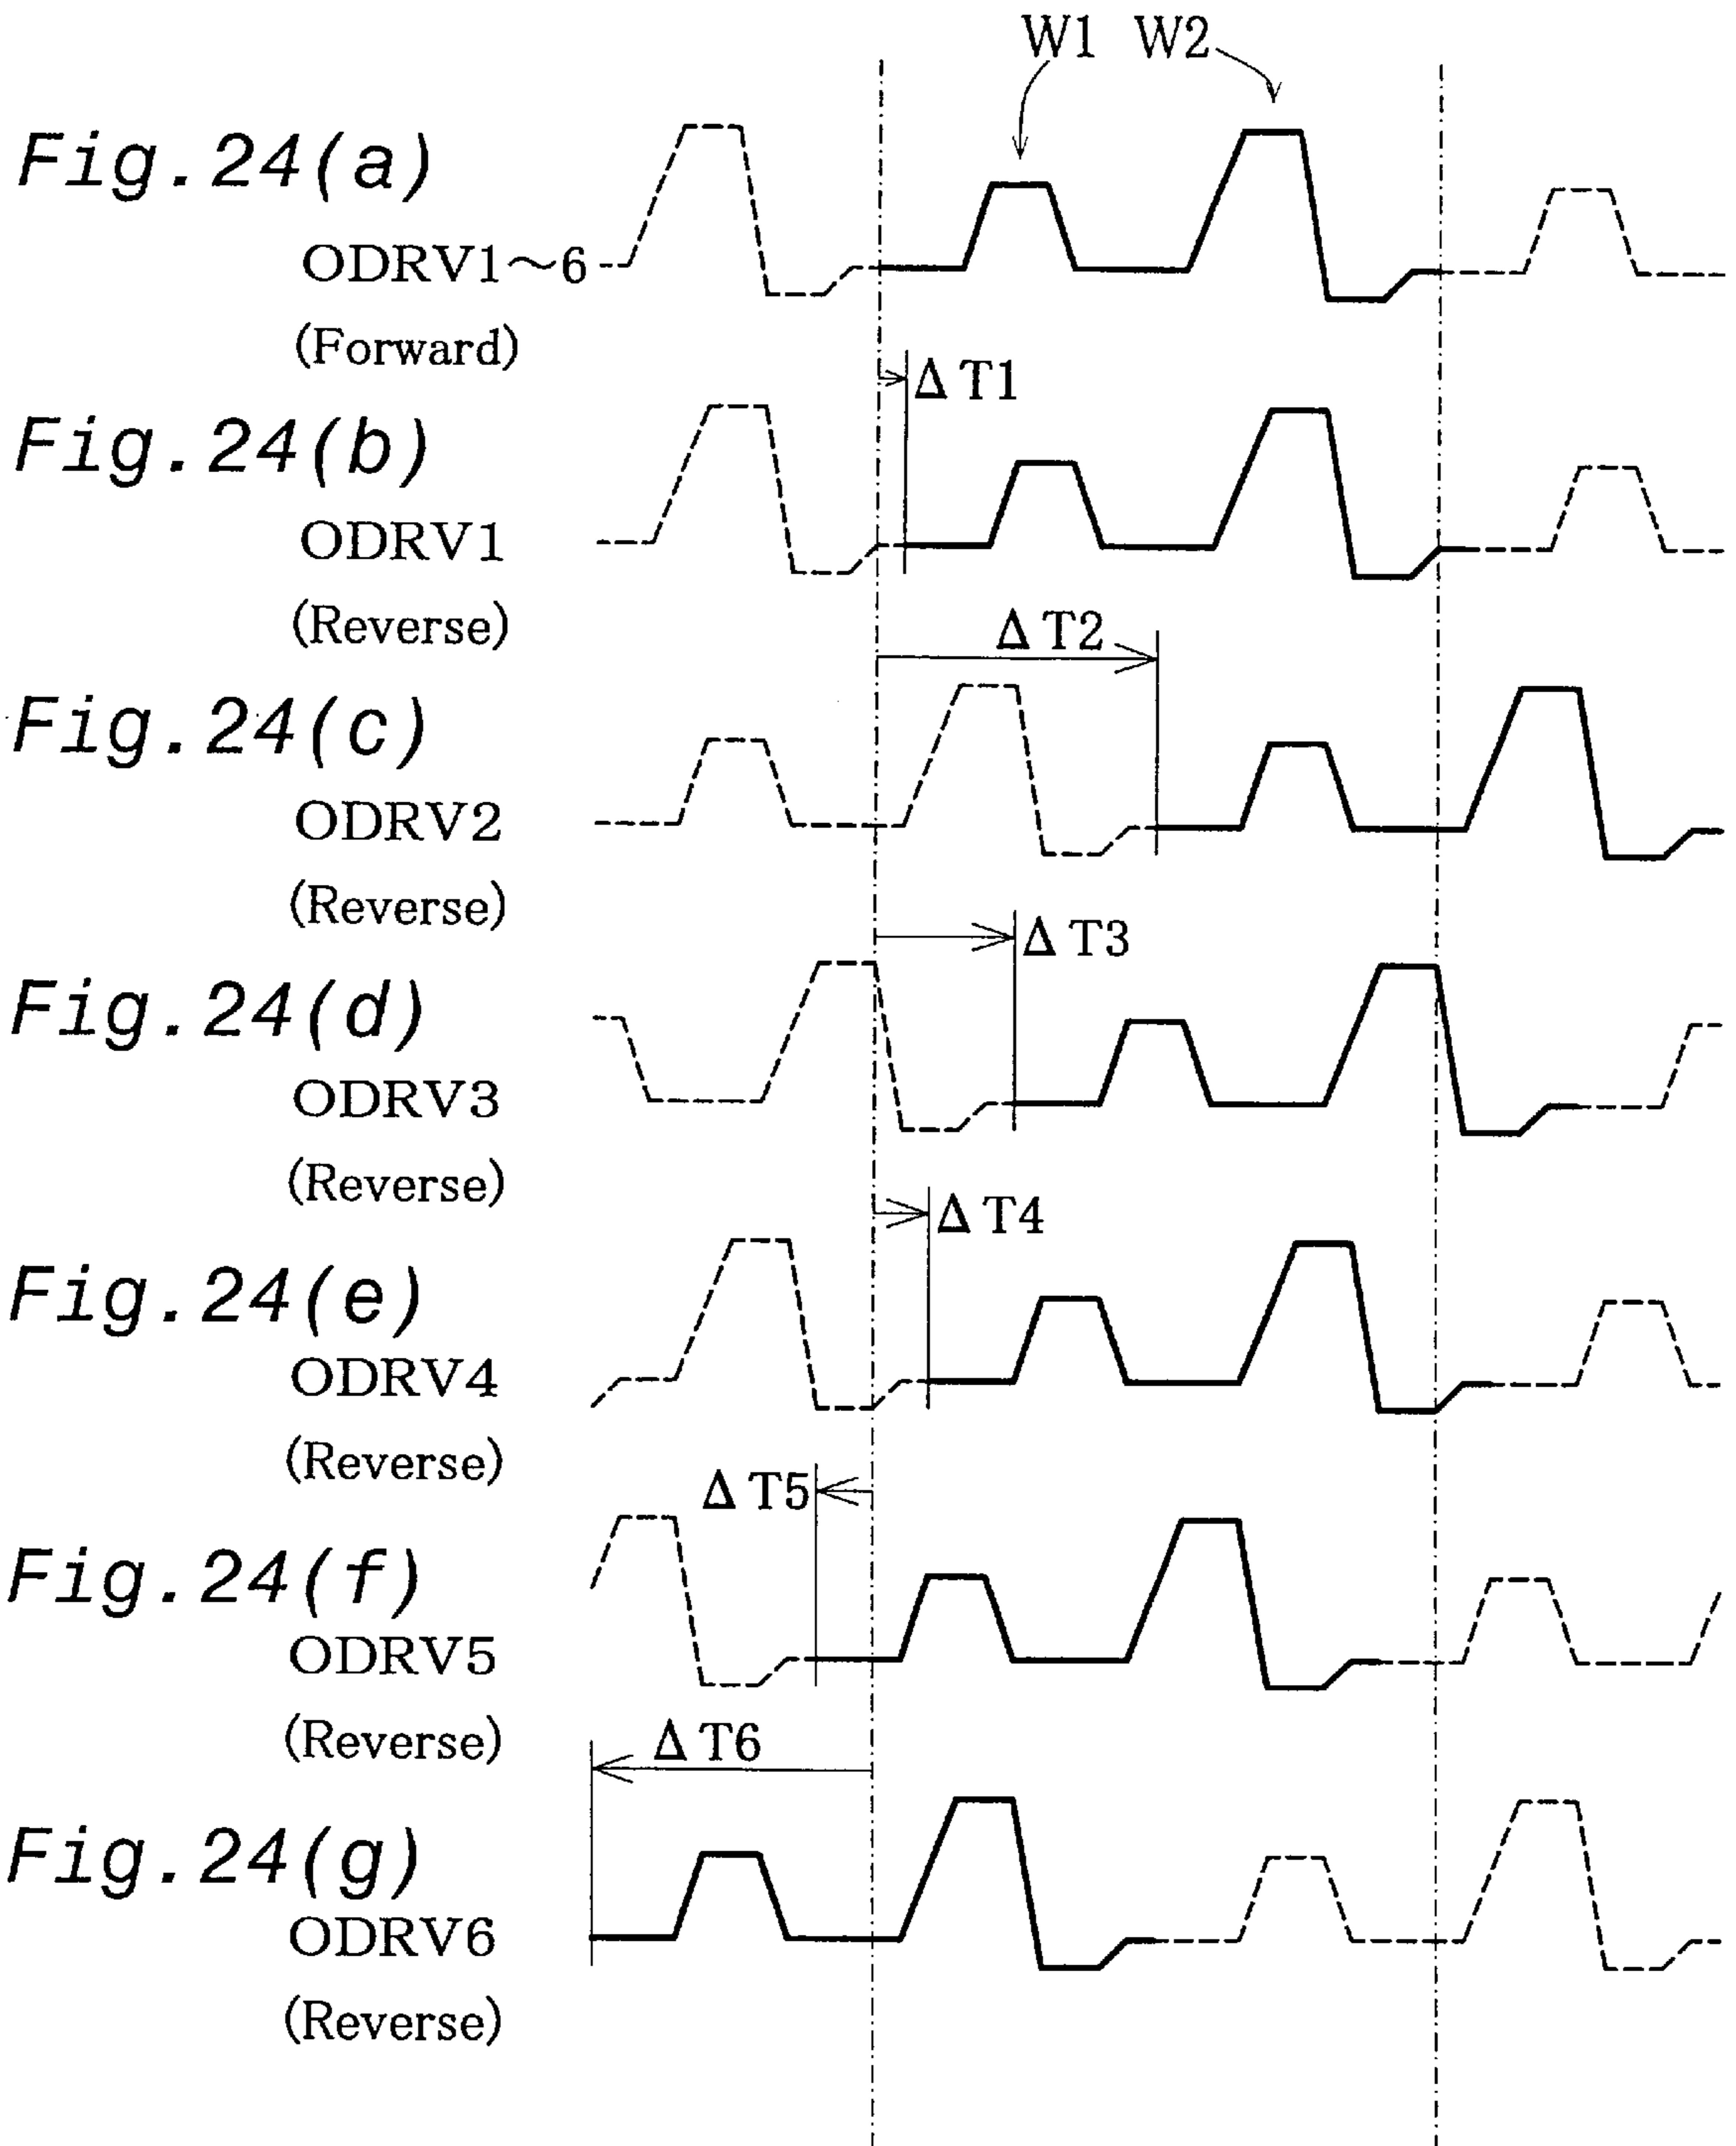 W1 W2
Fig.24(a)
ODRV1～6
(Forward)
ΔT1
Fig.24(b)
ODRV1
(Reverse)
ΔT2
Fig.24(c)
ODRV2
(Reverse)
ΔT3
Fig.24(d)
ODRV3
(Reverse)
ΔT4
Fig.24(e)
ODRV4
(Reverse)
ΔT5
Fig.24(f)
ODRV5
(Reverse)
ΔT6
Fig.24(g)
ODRV6
(Reverse)